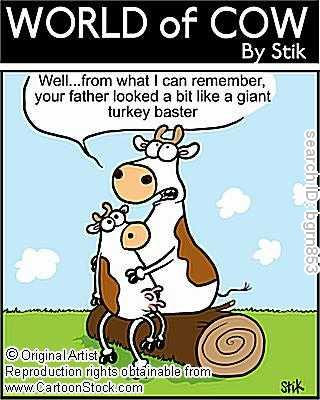 WORLD of COW
By Stik
Well...from what I can remember,
your father looked a bit like a giant
turkey baster
search ID: bgrn863
© Original Artist
Reproduction rights obtainable from
www.CartoonStock.com
STiK